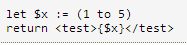 let $x := (1 to 5)
return <test>{$x}</test>